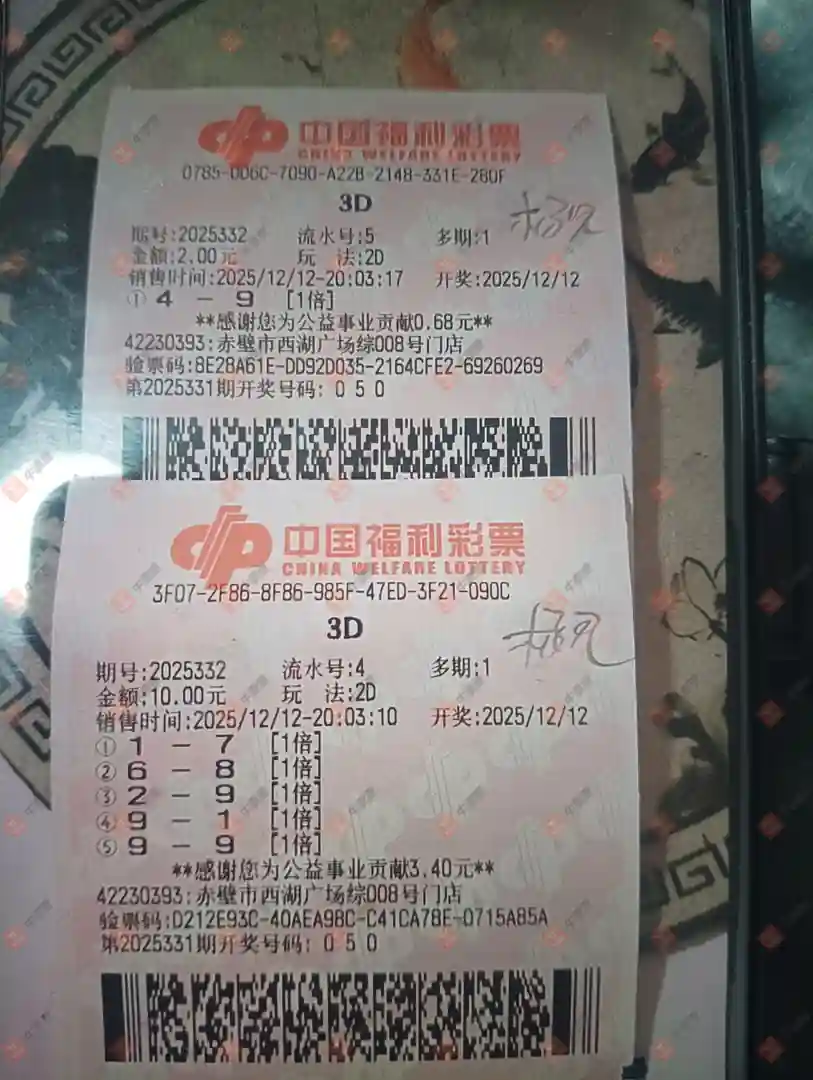 中国福利彩票
CHINA WELFARE LOTTERY
0785-D06C-7090-A22B-2148-331E-280F
3D
期号:2025332 流水号:5 多期:1
金额:2.00元 玩 法:2D
销售时间:2025/12/12-20:03:17 开奖:2025/12/12
① 4 - 9 [1倍]
**感谢您为公益事业贡献0.68元**
42230393:赤壁市西湖广场综008号门店
验票码:8E28A61E-DD92D035-2164CFE2-69260269
第2025331期开奖号码: 0 5 0
中国福利彩票
CHINA WELFARE LOTTERY
3F07-2F86-8F86-985F-47ED-3F21-090C
3D
期号:2025332 流水号:4 多期:1
金额:10.00元 玩 法:2D
销售时间:2025/12/12-20:03:10 开奖:2025/12/12
① 1 - 7 [1倍]
② 6 - 8 [1倍]
③ 2 - 9 [1倍]
④ 9 - 1 [1倍]
⑤ 9 - 9 [1倍]
**感谢您为公益事业贡献3.40元**
42230393:赤壁市西湖广场综008号门店
验票码:D212E93C-40AEA98C-C41CA78E-0715A85A
第2025331期开奖号码: 0 5 0